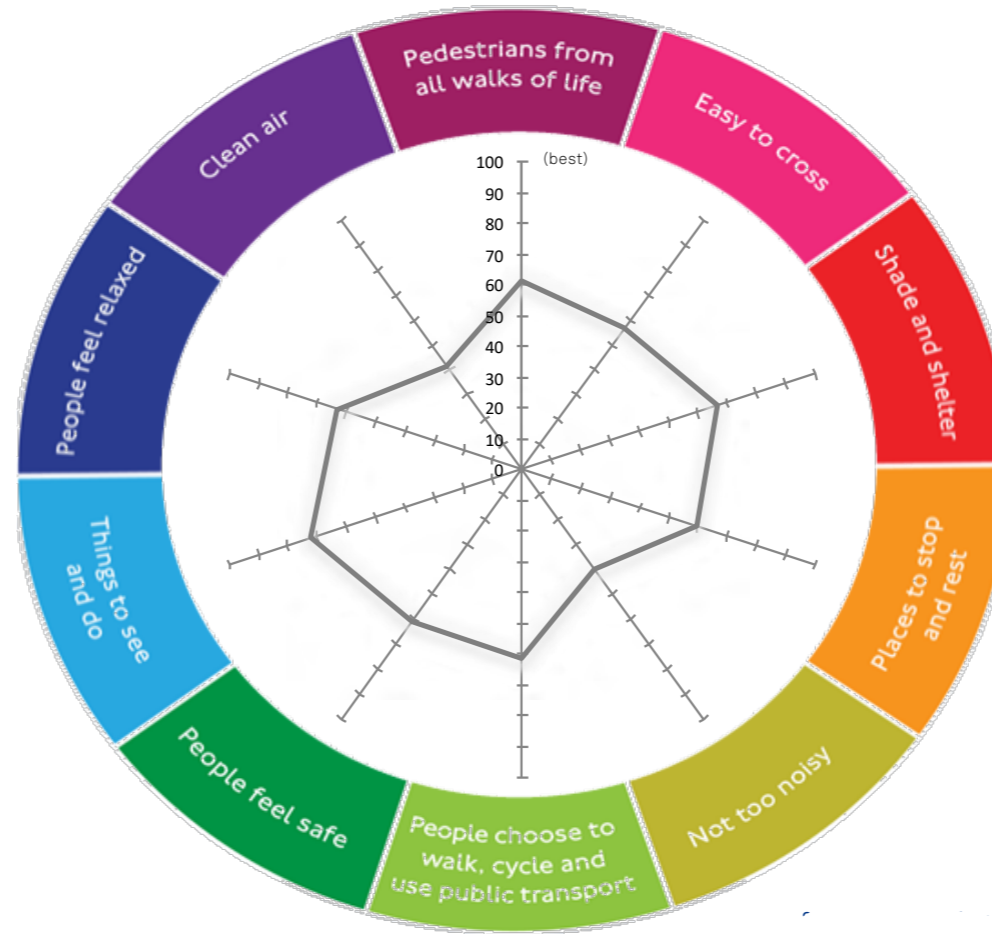 Pedestrians from
all walks of life
Easy to cross
Shade and shelter
Places to stop
and rest
Not too noisy
People choose to
walk, cycle and
use public transport
People feel safe
Things to see
and do
People feel relaxed
Clean air
100 (best)
90
80
70
60
50
40
30
20
10
0